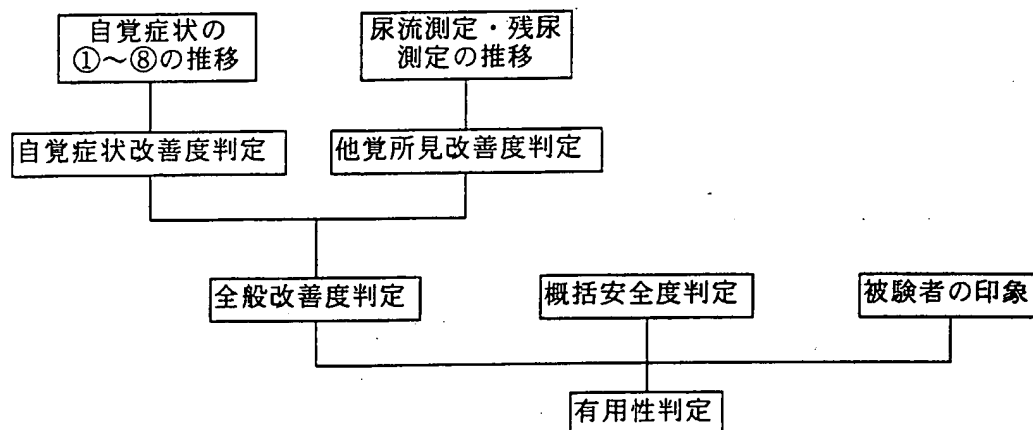 自覚症状の
①～⑧の推移
尿流測定・残尿
測定の推移
自覚症状改善度判定
他覚所見改善度判定
全般改善度判定
概括安全度判定
被験者の印象
有用性判定